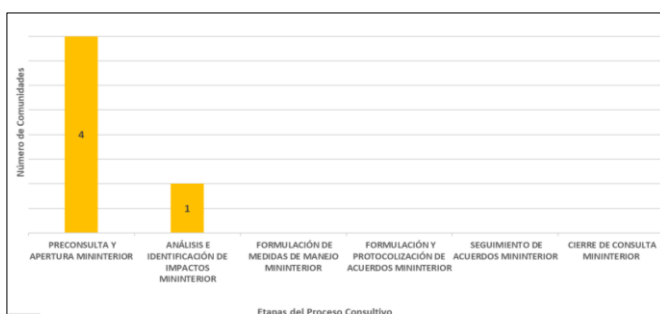 Número de Comunidades
4
1
PRECONSULTA Y
APERTURA MININTERIOR
ANÁLISIS E
IDENTIFICACIÓN DE
IMPACTOS
MININTERIOR
FORMULACIÓN DE
MEDIDAS DE MANEJO
MININTERIOR
FORMULACIÓN Y
PROTOCOLIZACIÓN DE
ACUERDOS MININTERIOR
SEGUIMIENTO DE
ACUERDOS MININTERIOR
CIERRE DE CONSULTA
MININTERIOR
Etapas del Proceso Consultivo